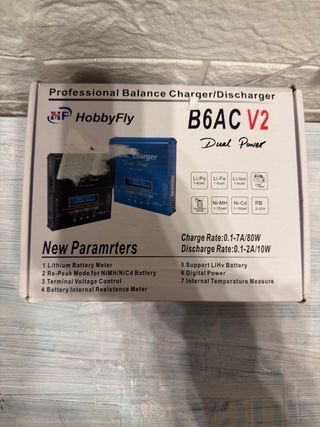 Professional Balance Charger/Discharger
HF HobbyFly
B6AC V2
Dual Power
Li-Po
Li-Fe
Li-Ion
Ni-MH
Ni-Cd
PB
New Paramrters
Charge Rate:0.1-7A/80W
Discharge Rate:0.1-2A/10W
1 Lithium Battery Meter
2 Re-Peak Mode for NiMH/NiCd Battery
3 Terminal Voltage Control
4 Battery Internal Resistance Meter
5 Support LiHv Battery
6 Digital Power
7 Internal Temperature Measure